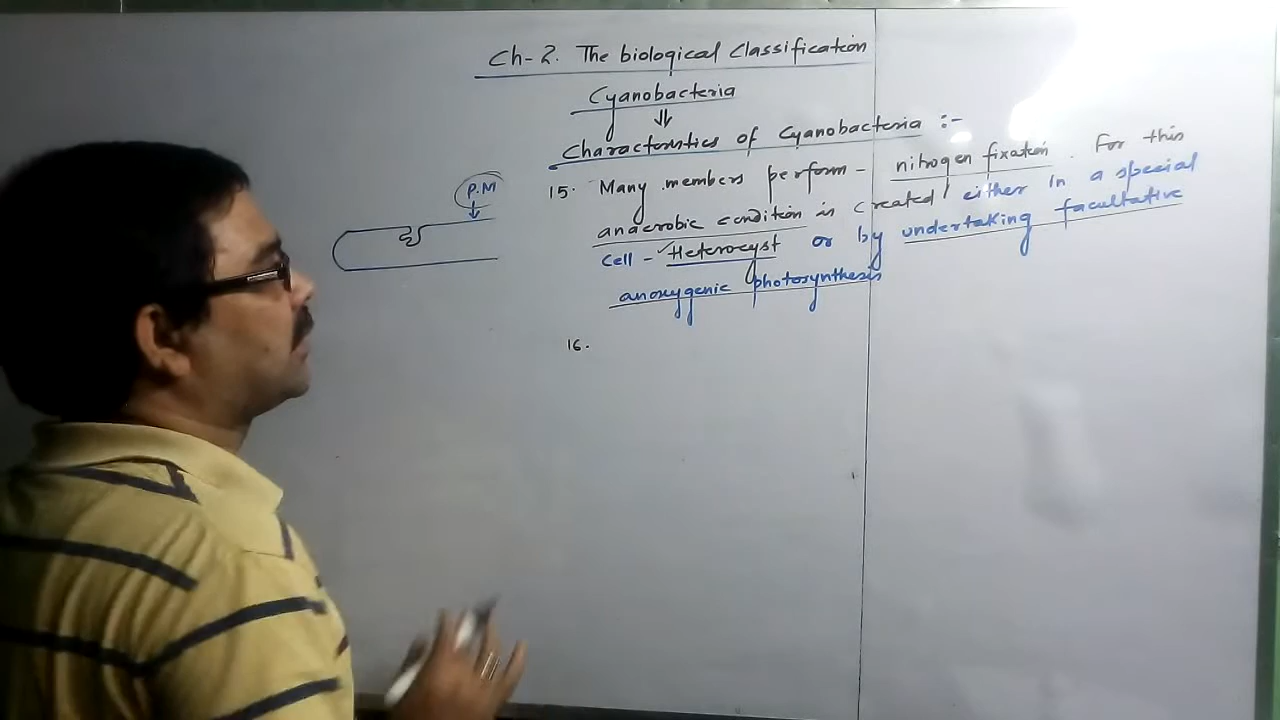 Ch-2. The biological Classification
Cyanobacteria
Characterstics of Cyanobacteria :-
P.M
15. Many members perform - nitrogen fixation. For this
anaerobic condition is created either in a special
cell - Heterocyst or by undertaking facultative
anoxygenic photosynthesis
16.